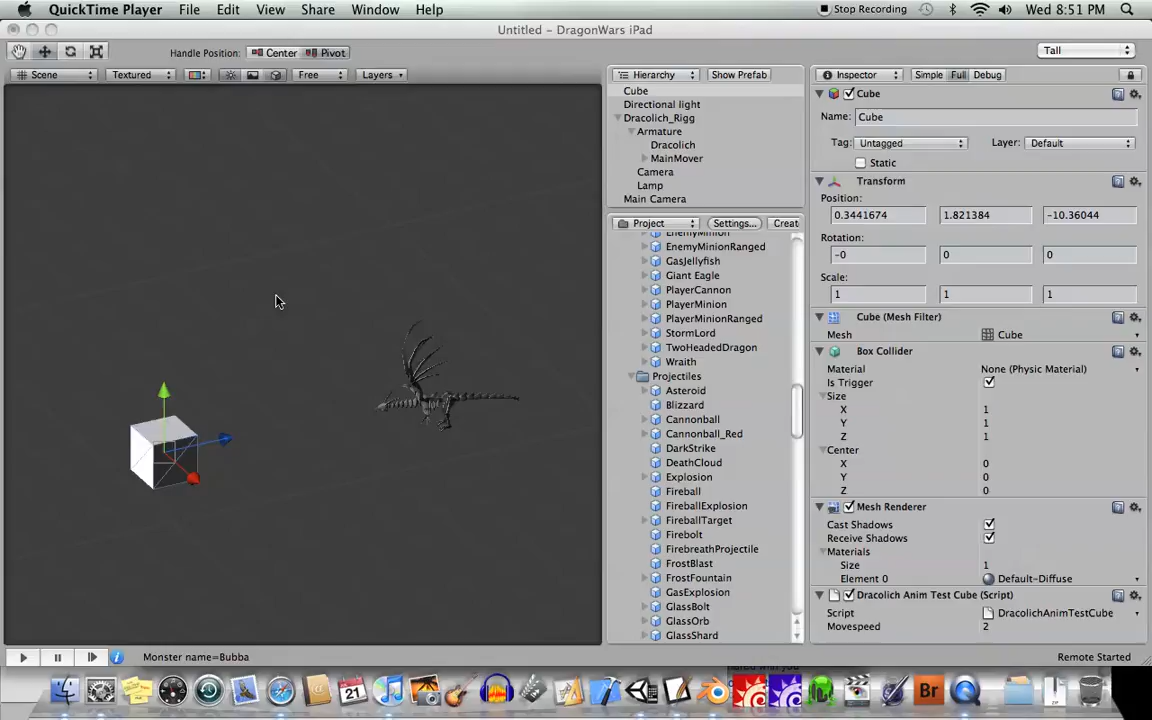 QuickTime Player File Edit View Share Window Help Stop Recording Wed 8:51 PM
Untitled - DragonWars iPad
Handle Position: Center Pivot Tall
Scene Textured Free Layers
Hierarchy Show Prefab
Cube
Directional light
Dracolich_Rigg
Armature
Dracolich
MainMover
Camera
Lamp
Main Camera
Project Settings... Creat
EnemyMinion
EnemyMinionRanged
GasJellyfish
Giant Eagle
PlayerCannon
PlayerMinion
PlayerMinionRanged
StormLord
TwoHeadedDragon
Wraith
Projectiles
Asteroid
Blizzard
Cannonball
Cannonball_Red
DarkStrike
DeathCloud
Explosion
Fireball
FireballExplosion
FireballTarget
Firebolt
FirebreathProjectile
FrostBlast
FrostFountain
GasExplosion
GlassBolt
GlassOrb
GlassShard
Inspector Simple Full Debug
Cube
Name: Cube
Tag: Untagged Layer: Default
Static
Transform
Position:
0.3441674 1.821384 -10.36044
Rotation:
-0 0 0
Scale:
1 1 1
Cube (Mesh Filter)
Mesh Cube
Box Collider
Material None (Physic Material)
Is Trigger
Size
X 1
Y 1
Z 1
Center
X 0
Y 0
Z 0
Mesh Renderer
Cast Shadows
Receive Shadows
Materials
Size 1
Element 0 Default-Diffuse
Dracolich Anim Test Cube (Script)
Script DracolichAnimTestCube
Movespeed 2
Monster name=Bubba Remote Started
21
Br
ZIP